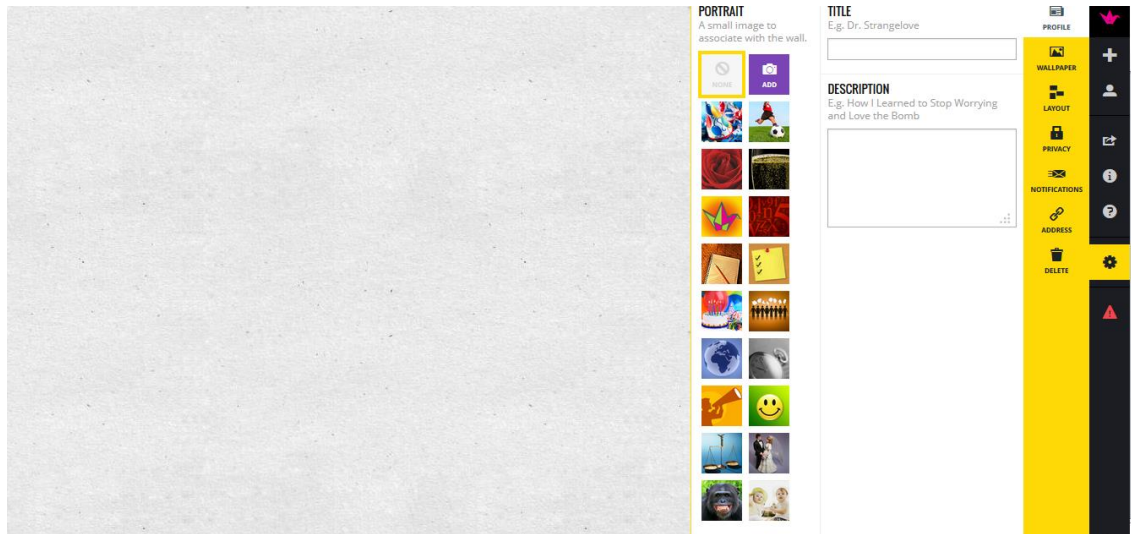 PORTRAIT
A small image to
associate with the wall.
NONE
ADD
TITLE
E.g. Dr. Strangelove
DESCRIPTION
E.g. How I Learned to Stop Worrying
and Love the Bomb
PROFILE
WALLPAPER
LAYOUT
PRIVACY
NOTIFICATIONS
ADDRESS
DELETE